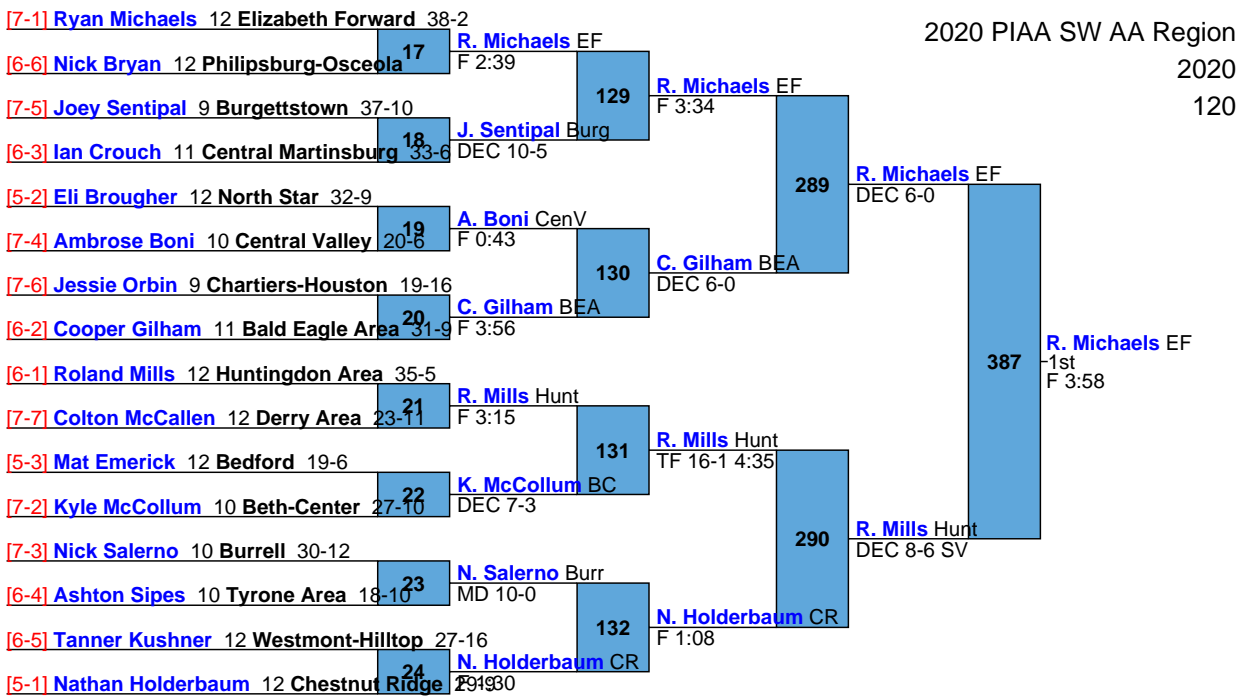 2020 PIAA SW AA Region
2020
120
[7-1] Ryan Michaels 12 Elizabeth Forward 38-2
[6-6] Nick Bryan 12 Philipsburg-Osceola
[7-5] Joey Sentipal 9 Burgettstown 37-10
[6-3] Ian Crouch 11 Central Martinsburg 33-6
[5-2] Eli Brougher 12 North Star 32-9
[7-4] Ambrose Boni 10 Central Valley 20-6
[7-6] Jessie Orbin 9 Chartiers-Houston 19-16
[6-2] Cooper Gilham 11 Bald Eagle Area 31-9
[6-1] Roland Mills 12 Huntingdon Area 35-5
[7-7] Colton McCallen 12 Derry Area 23-11
[5-3] Mat Emerick 12 Bedford 19-6
[7-2] Kyle McCollum 10 Beth-Center 27-10
[7-3] Nick Salerno 10 Burrell 30-12
[6-4] Ashton Sipes 10 Tyrone Area 18-10
[6-5] Tanner Kushner 12 Westmont-Hilltop 27-16
[5-1] Nathan Holderbaum 12 Chestnut Ridge
17
18
19
20
21
22
23
24
R. Michaels EF
F 2:39
J. Sentipal Burg
DEC 10-5
A. Boni CenV
F 0:43
C. Gilham BEA
F 3:56
R. Mills Hunt
F 3:15
K. McCollum BC
DEC 7-3
N. Salerno Burr
MD 10-0
N. Holderbaum CR
129
130
131
132
R. Michaels EF
F 3:34
C. Gilham BEA
DEC 6-0
R. Mills Hunt
TF 16-1 4:35
N. Holderbaum CR
F 1:08
289
290
R. Michaels EF
DEC 6-0
R. Mills Hunt
DEC 8-6 SV
387
R. Michaels EF
1st
F 3:58